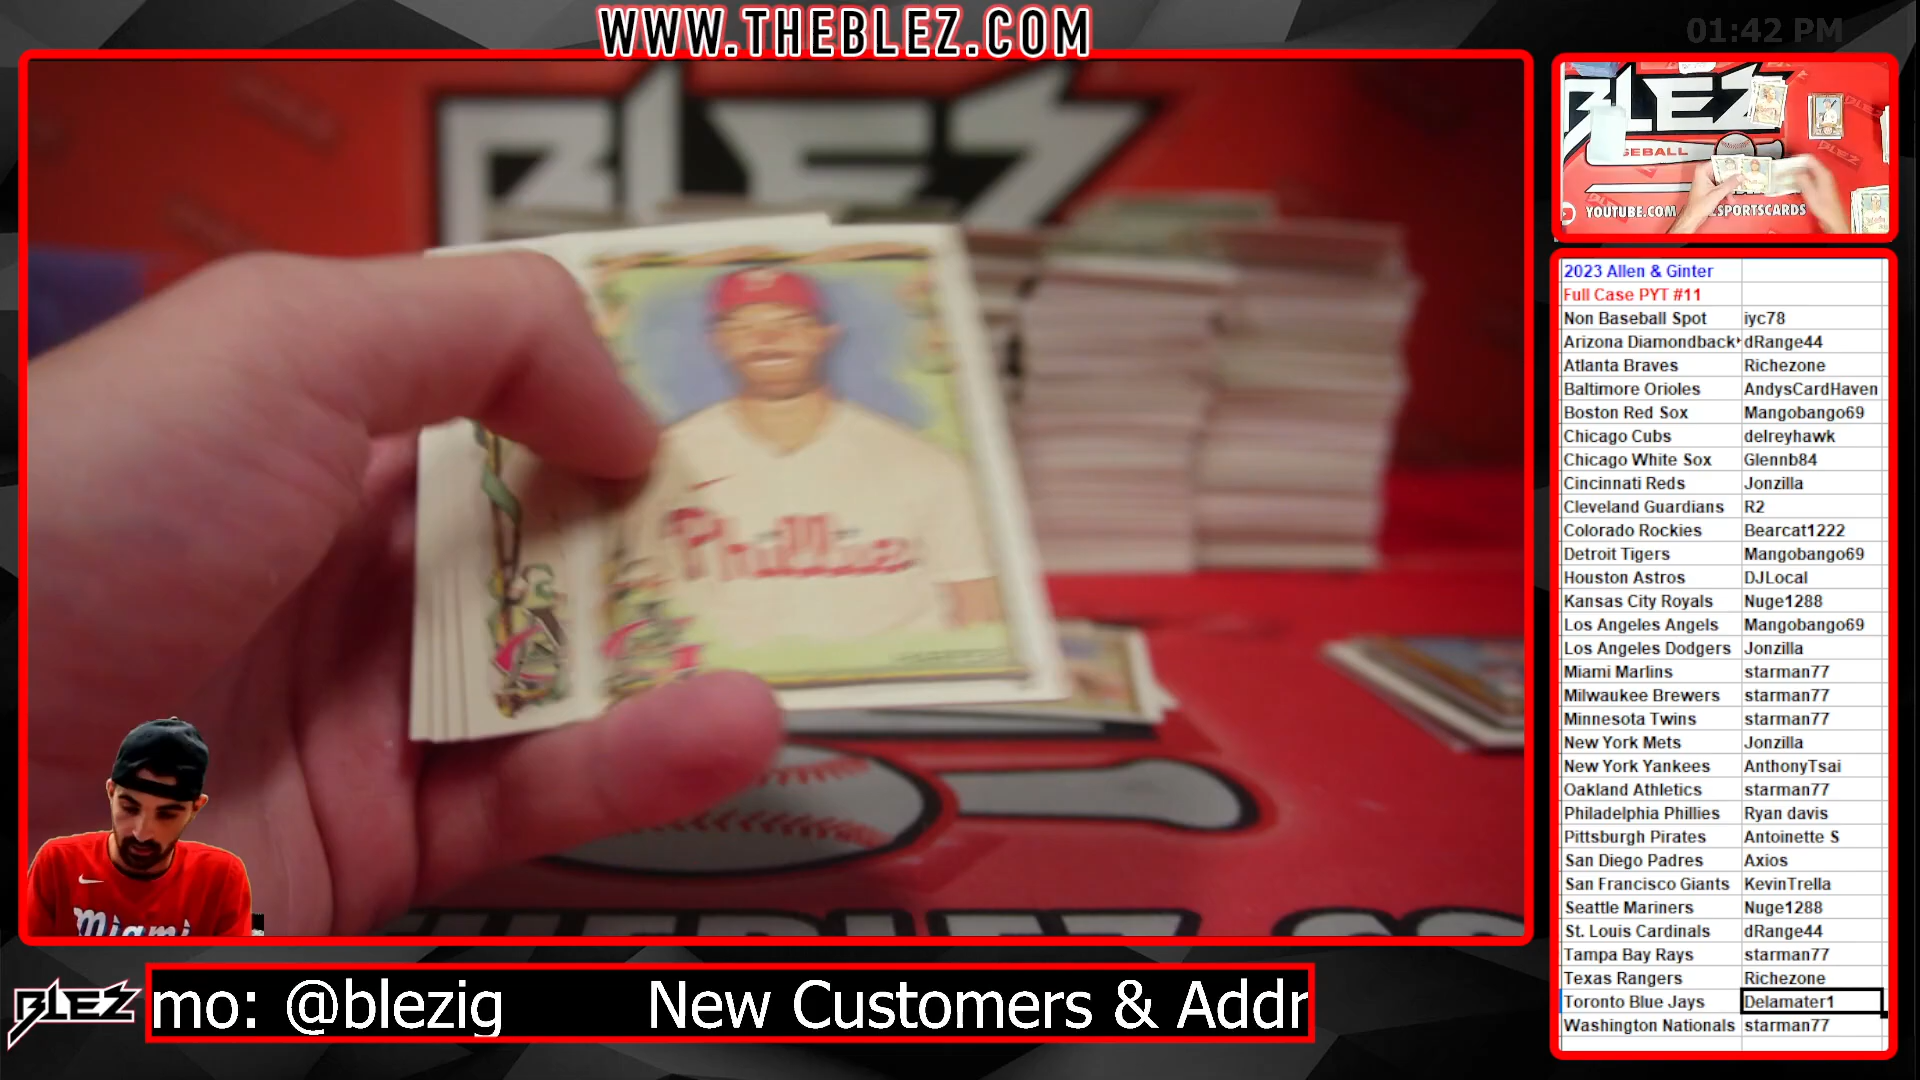 WWW.THEBLEZ.COM
01:42 PM
BLEZ
Phillies
Miami
BLEZ
BASEBALL
YOUTUBE.COM
SPORTSCARDS
2023 Allen & Ginter
Full Case PYT #11
Non Baseball Spot iyc78
Arizona Diamondback dRange44
Atlanta Braves Richezone
Baltimore Orioles AndysCardHaven
Boston Red Sox Mangobango69
Chicago Cubs delreyhawk
Chicago White Sox Glennb84
Cincinnati Reds Jonzilla
Cleveland Guardians R2
Colorado Rockies Bearcat1222
Detroit Tigers Mangobango69
Houston Astros DJLocal
Kansas City Royals Nuge1288
Los Angeles Angels Mangobango69
Los Angeles Dodgers Jonzilla
Miami Marlins starman77
Milwaukee Brewers starman77
Minnesota Twins starman77
New York Mets Jonzilla
New York Yankees AnthonyTsai
Oakland Athletics starman77
Philadelphia Phillies Ryan davis
Pittsburgh Pirates Antoinette S
San Diego Padres Axios
San Francisco Giants KevinTrella
Seattle Mariners Nuge1288
St. Louis Cardinals dRange44
Tampa Bay Rays starman77
Texas Rangers Richezone
Toronto Blue Jays Delamater1
Washington Nationals starman77
BLEZ
mo: @blezig New Customers & Addr